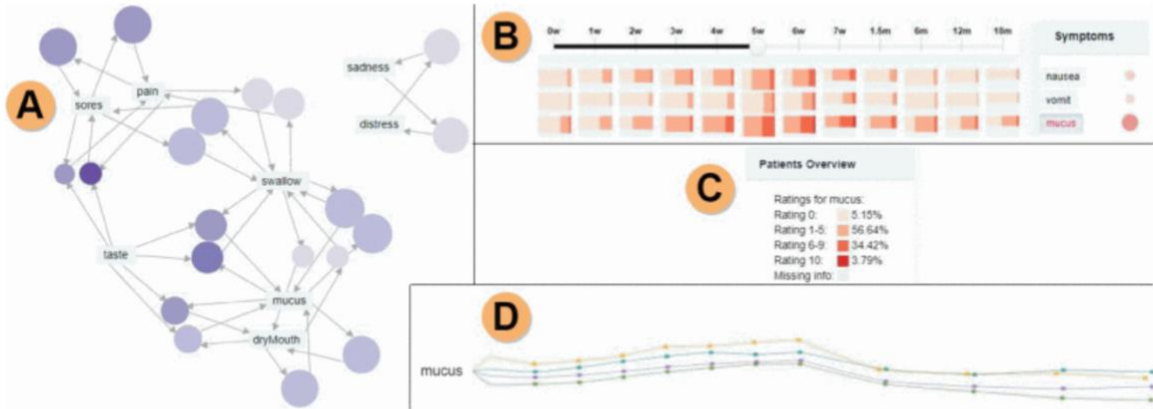 A
pain
sores
sadness
distress
swallow
taste
mucus
dryMouth
B
0w 1w 2w 3w 4w 5w 6w 7w 1.5m 6m 12m 18m
Symptoms
nausea
vomit
mucus
C
Patients Overview
Ratings for mucus:
Rating 0: 5.15%
Rating 1-5: 56.64%
Rating 6-9: 34.42%
Rating 10: 3.79%
Missing info:
D
mucus